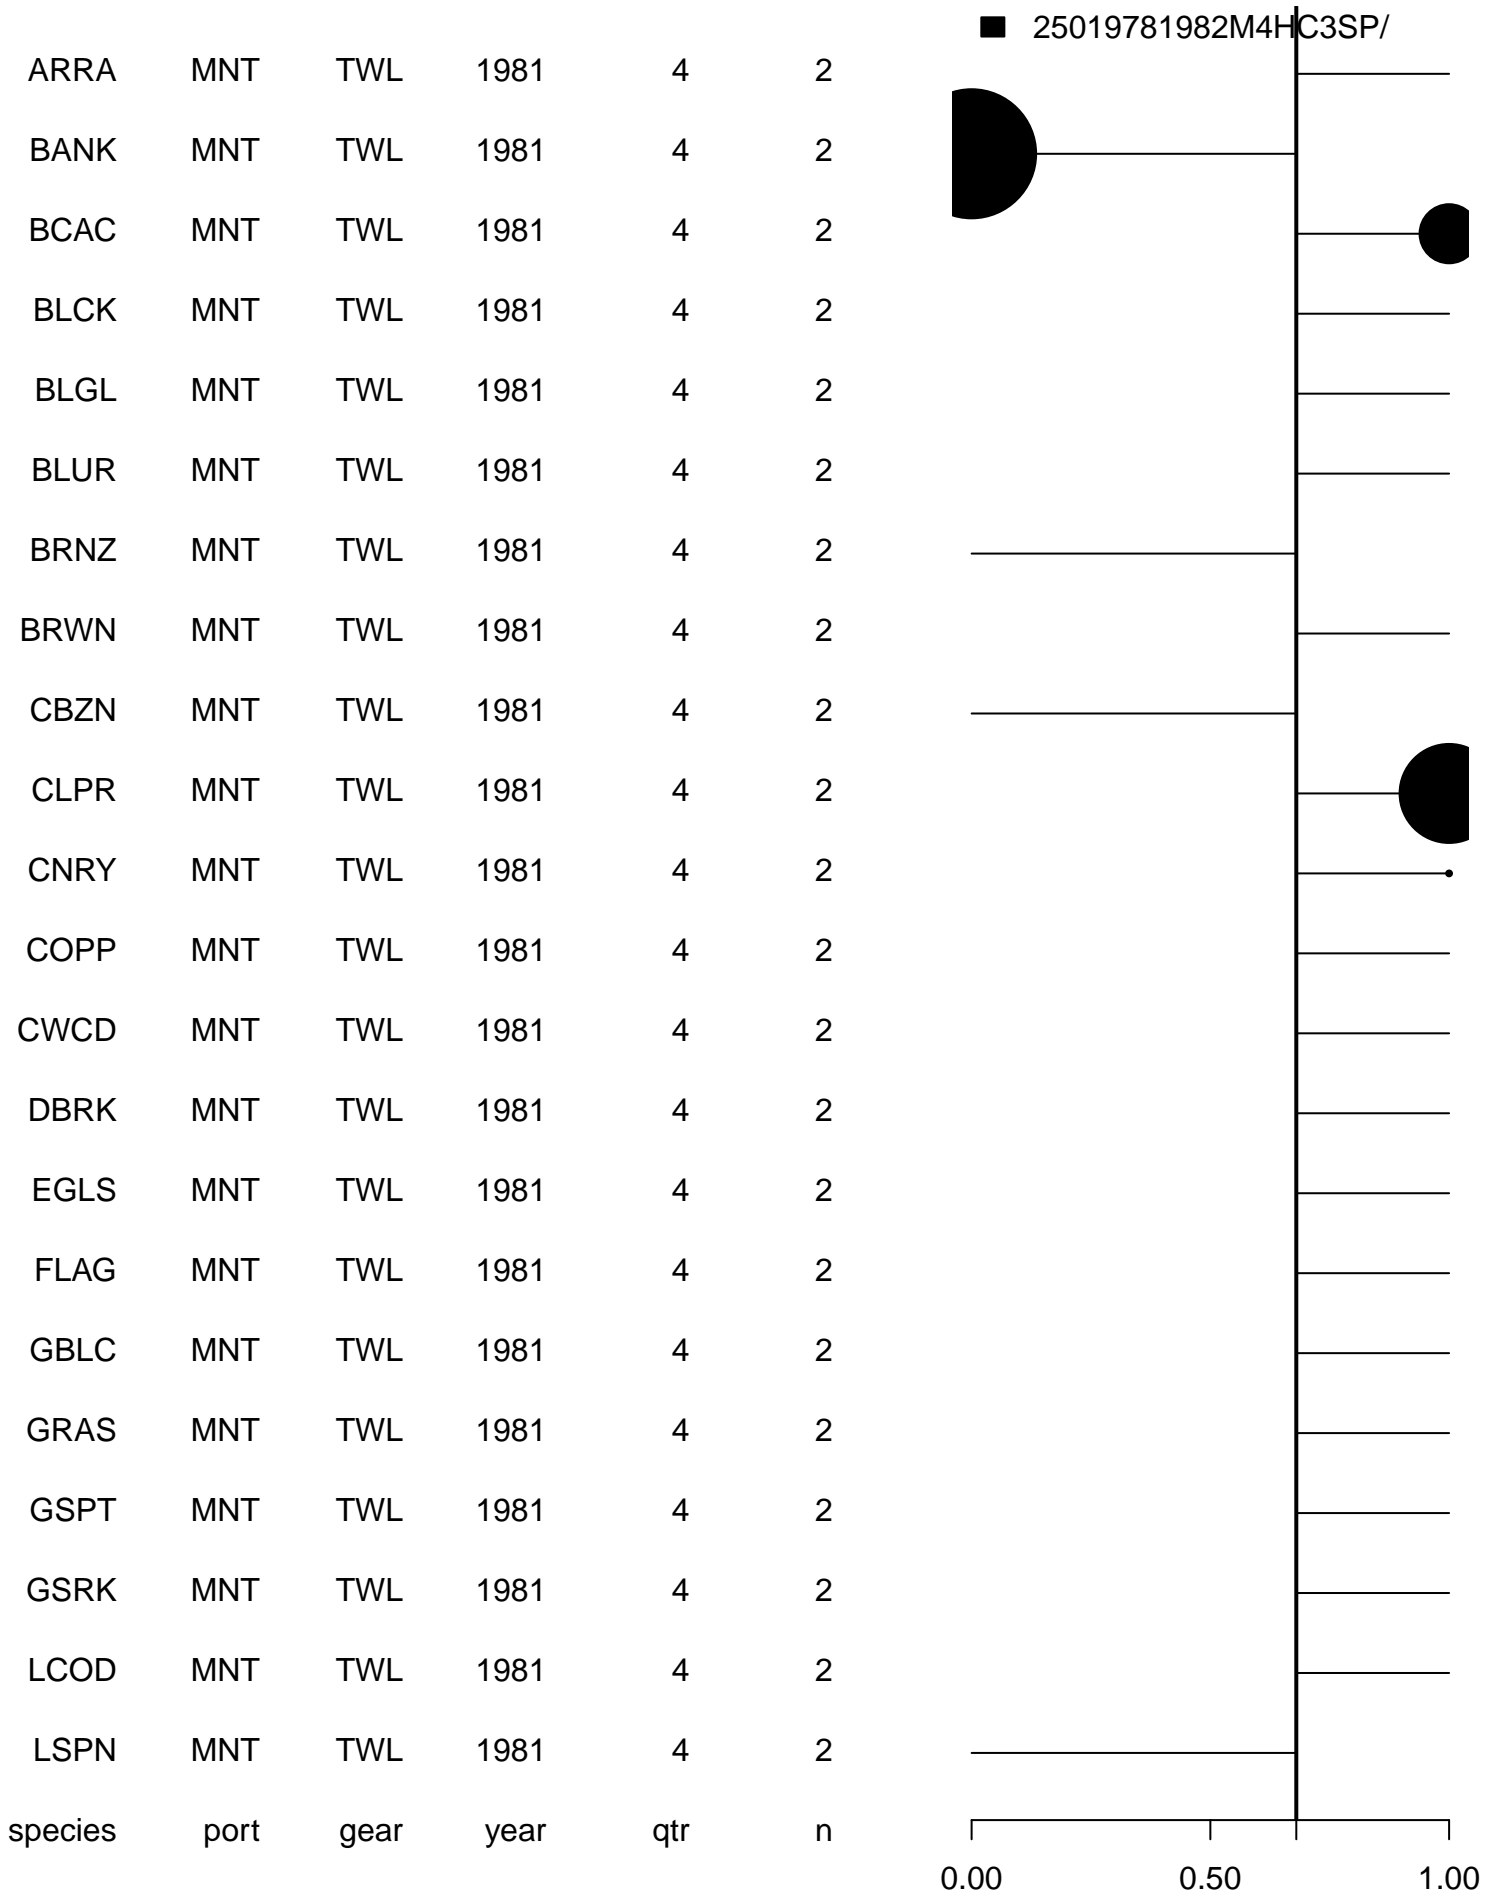 25019781982M4HC3SP/
ARRA MNT TWL 1981 4 2
BANK MNT TWL 1981 4 2
BCAC MNT TWL 1981 4 2
BLCK MNT TWL 1981 4 2
BLGL MNT TWL 1981 4 2
BLUR MNT TWL 1981 4 2
BRNZ MNT TWL 1981 4 2
BRWN MNT TWL 1981 4 2
CBZN MNT TWL 1981 4 2
CLPR MNT TWL 1981 4 2
CNRY MNT TWL 1981 4 2
COPP MNT TWL 1981 4 2
CWCD MNT TWL 1981 4 2
DBRK MNT TWL 1981 4 2
EGLS MNT TWL 1981 4 2
FLAG MNT TWL 1981 4 2
GBLC MNT TWL 1981 4 2
GRAS MNT TWL 1981 4 2
GSPT MNT TWL 1981 4 2
GSRK MNT TWL 1981 4 2
LCOD MNT TWL 1981 4 2
LSPN MNT TWL 1981 4 2
species port gear year qtr n
0.00 0.50 1.00